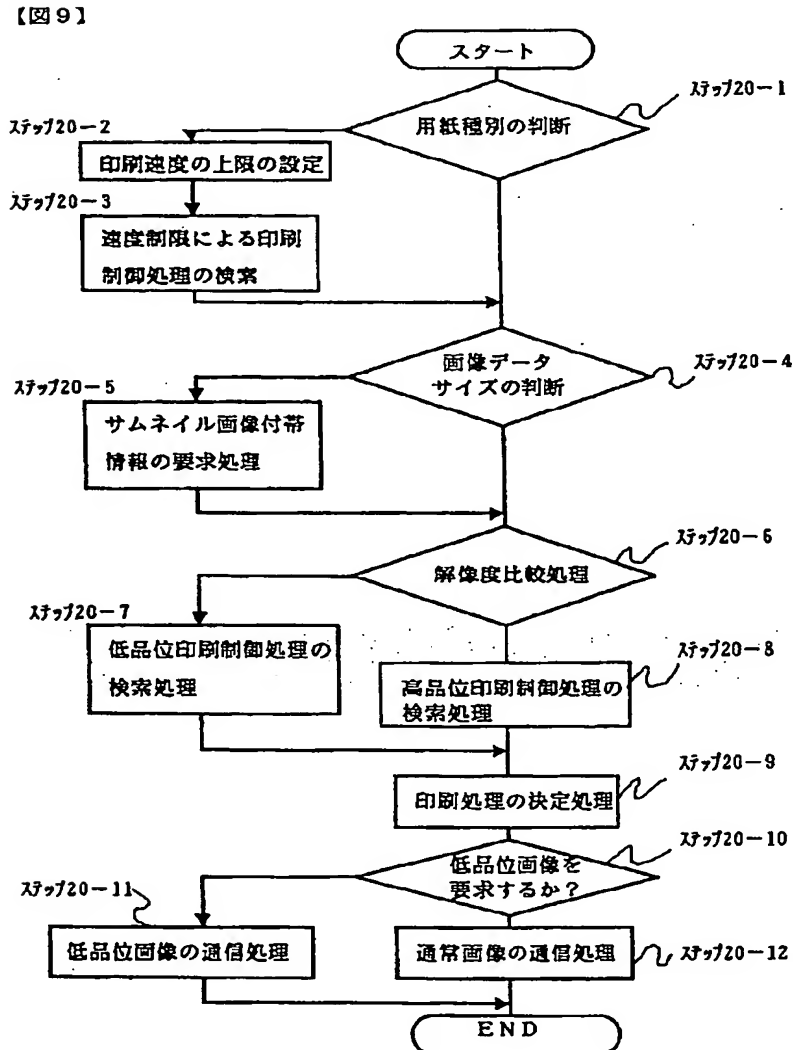 【図9】
スタート
ステップ20-1
用紙種別の判断
ステップ20-2
印刷速度の上限の設定
ステップ20-3
速度制限による印刷
制御処理の検索
画像データ
サイズの判断
ステップ20-4
ステップ20-5
サムネイル画像付帯
情報の要求処理
ステップ20-6
解像度比較処理
ステップ20-7
低品位印刷制御処理の
検索処理
ステップ20-8
高品位印刷制御処理の
検索処理
ステップ20-9
印刷処理の決定処理
ステップ20-10
低品位画像を
要求するか？
ステップ20-11
低品位画像の通信処理
通常画像の通信処理
ステップ20-12
END